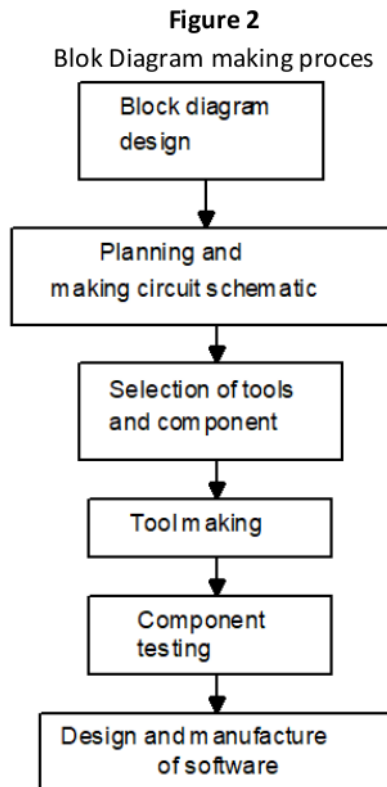 Figure 2
Blok Diagram making proces
Block diagram
design
Planning and
making circuit schematic
Selection of tools
and component
Tool making
Component
testing
Design and manufacture
of software